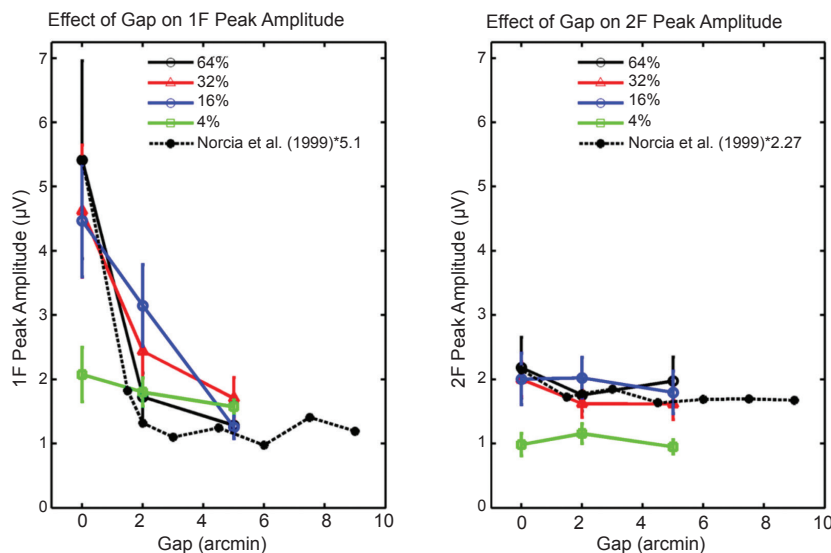 Effect of Gap on 1F Peak Amplitude
7
6
5
4
3
2
1
0
1F Peak Amplitude (μV)
64%
32%
16%
4%
Norcia et al. (1999)*5.1
0 2 4 6 8 10
Gap (arcmin)
Effect of Gap on 2F Peak Amplitude
7
6
5
4
3
2
1
0
2F Peak Amplitude (μV)
64%
32%
16%
4%
Norcia et al. (1999)*2.27
0 2 4 6 8 10
Gap (arcmin)